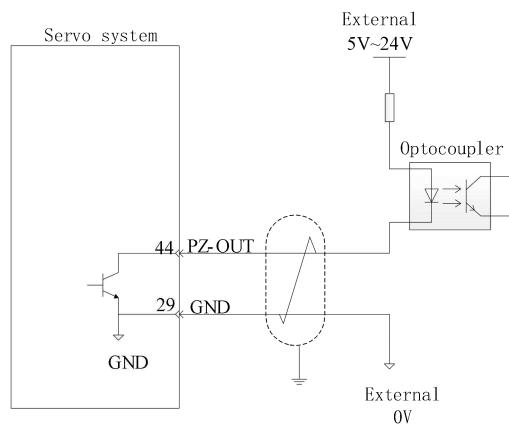 External
5V~24V
Servo system
Optocoupler
44 PZ-OUT
29 GND
GND
External
0V